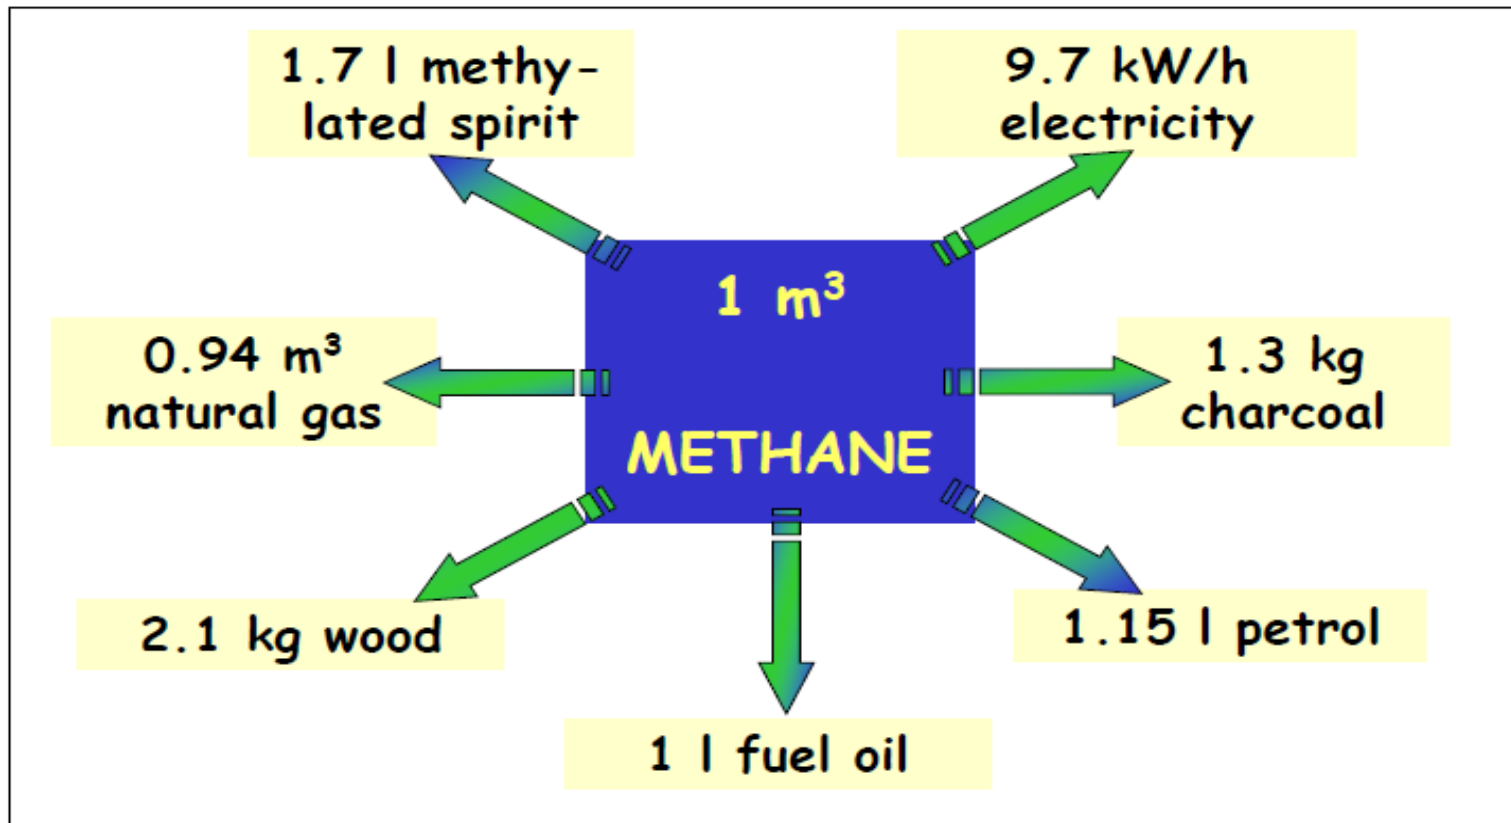 1.7 l methy-
lated spirit
9.7 kW/h
electricity
1 m³
METHANE
0.94 m³
natural gas
1.3 kg
charcoal
2.1 kg wood
1.15 l petrol
1 l fuel oil